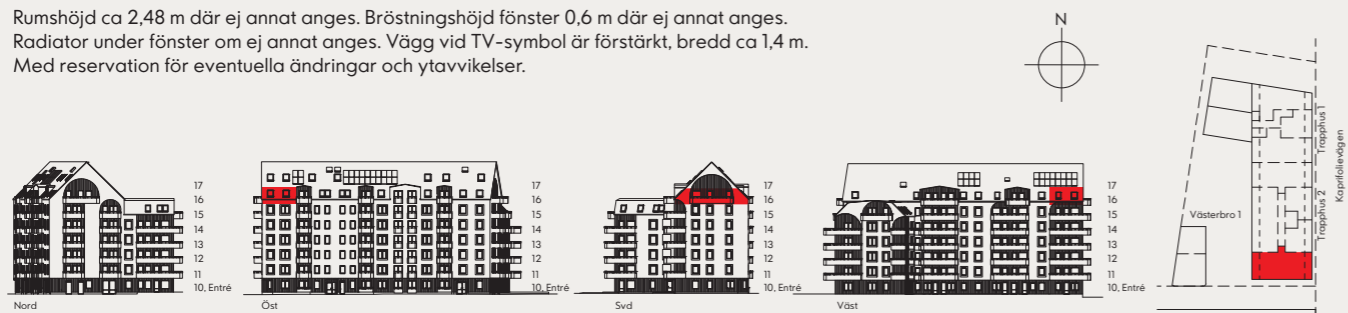 Rumshöjd ca 2,48 m där ej annat anges. Bröstningshöjd fönster 0,6 m där ej annat anges.
Radiator under fönster om ej annat anges. Vägg vid TV-symbol är förstärkt, bredd ca 1,4 m.
Med reservation för eventuella ändringar och ytavvikelser.
N
17
16
15
14
13
12
11
10, Entré
Nord
17
16
15
14
13
12
11
10, Entré
Öst
17
16
15
14
13
12
11
10, Entré
Syd
17
16
15
14
13
12
11
10, Entré
Väst
Västerbro 1
Trapphus 1
Trapphus 2
Kaprifolievägen